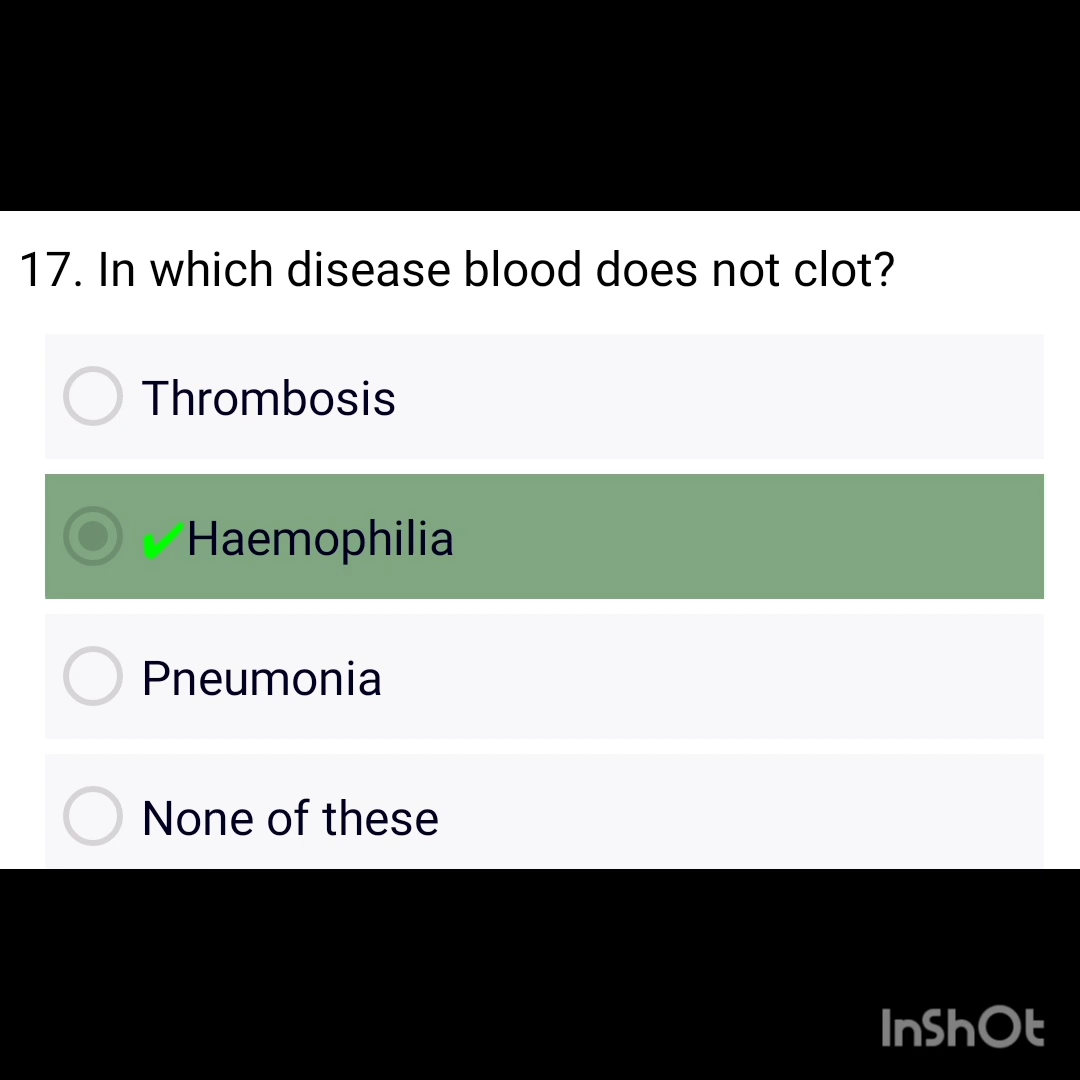 17. In which disease blood does not clot?
Thrombosis
✔Haemophilia
Pneumonia
None of these
InShOt